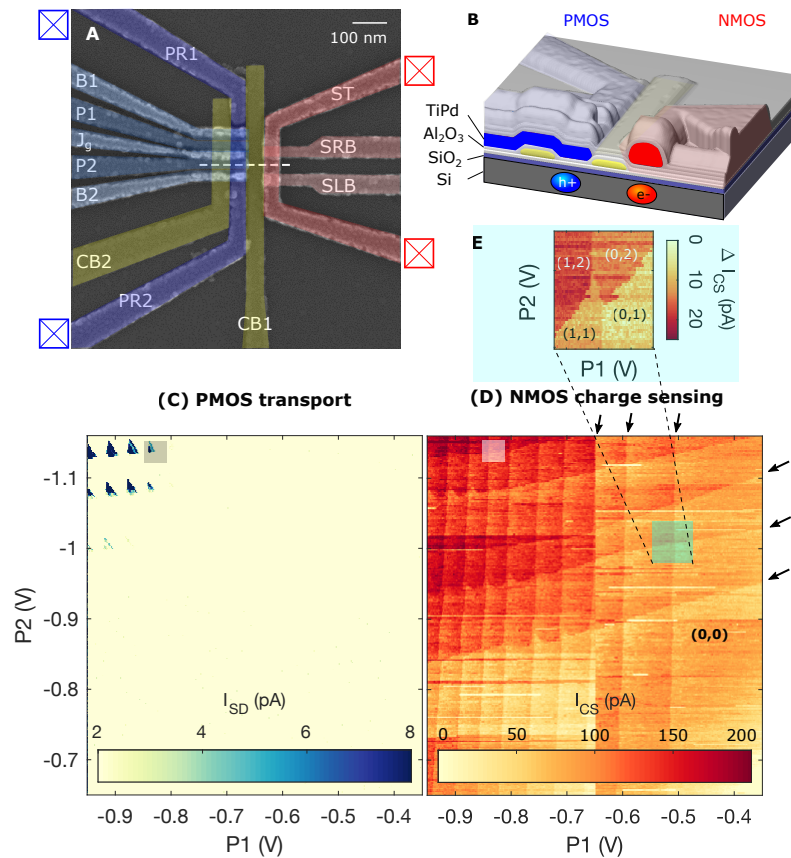 A
100 nm
PR1
B1
P1
Jg
P2
B2
ST
SRB
SLB
CB2
PR2
CB1
B
PMOS
NMOS
TiPd
Al2O3
SiO2
Si
h+
e-
E
P2 (V)
(1,2)
(0,2)
(1,1)
(0,1)
P1 (V)
0
10
20
Δ ICS (pA)
(C) PMOS transport
(D) NMOS charge sensing
-1.1
-1
-0.9
-0.8
-0.7
P2 (V)
ISD (pA)
2
4
6
8
-0.9
-0.8
-0.7
-0.6
-0.5
-0.4
P1 (V)
(0,0)
ICS (pA)
0
50
100
150
200
-0.9
-0.8
-0.7
-0.6
-0.5
-0.4
P1 (V)